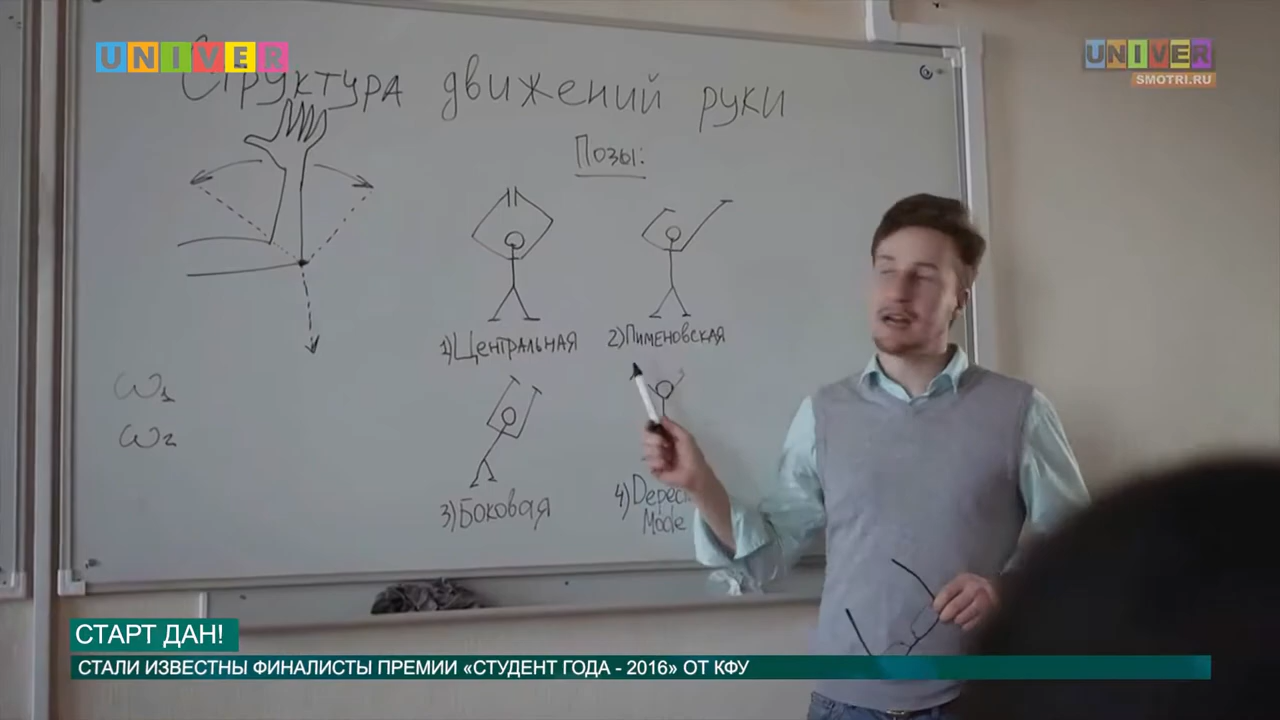 UNIVER
UNIVER
SMOTRI.RU
Структура движений руки
Позы:
1)Центральная
2)Пименовская
ω1
ω2
3)Боковая
4)
Mode
СТАРТ ДАН!
СТАЛИ ИЗВЕСТНЫ ФИНАЛИСТЫ ПРЕМИИ «СТУДЕНТ ГОДА - 2016» ОТ КФУ